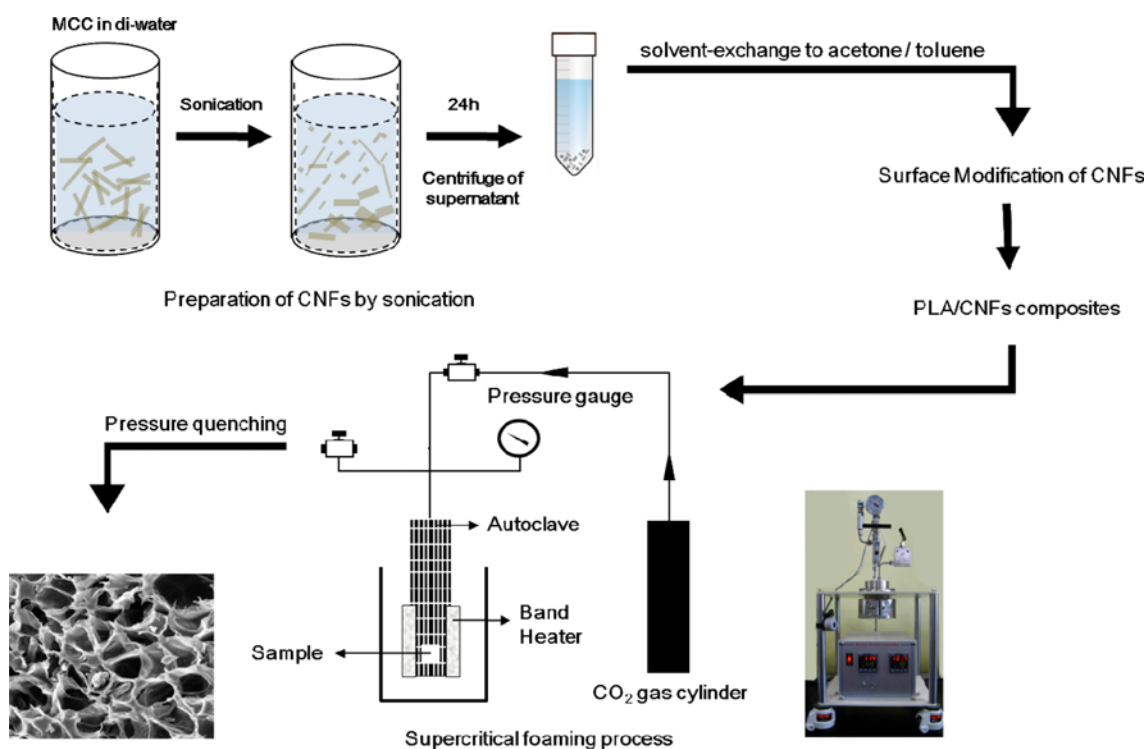 MCC in di-water
Sonication
24h
Centrifuge of
supernatant
solvent-exchange to acetone / toluene
Surface Modification of CNFs
Preparation of CNFs by sonication
PLA/CNFs composites
Pressure gauge
Pressure quenching
Autoclave
Band
Heater
Sample
CO₂ gas cylinder
Supercritical foaming process